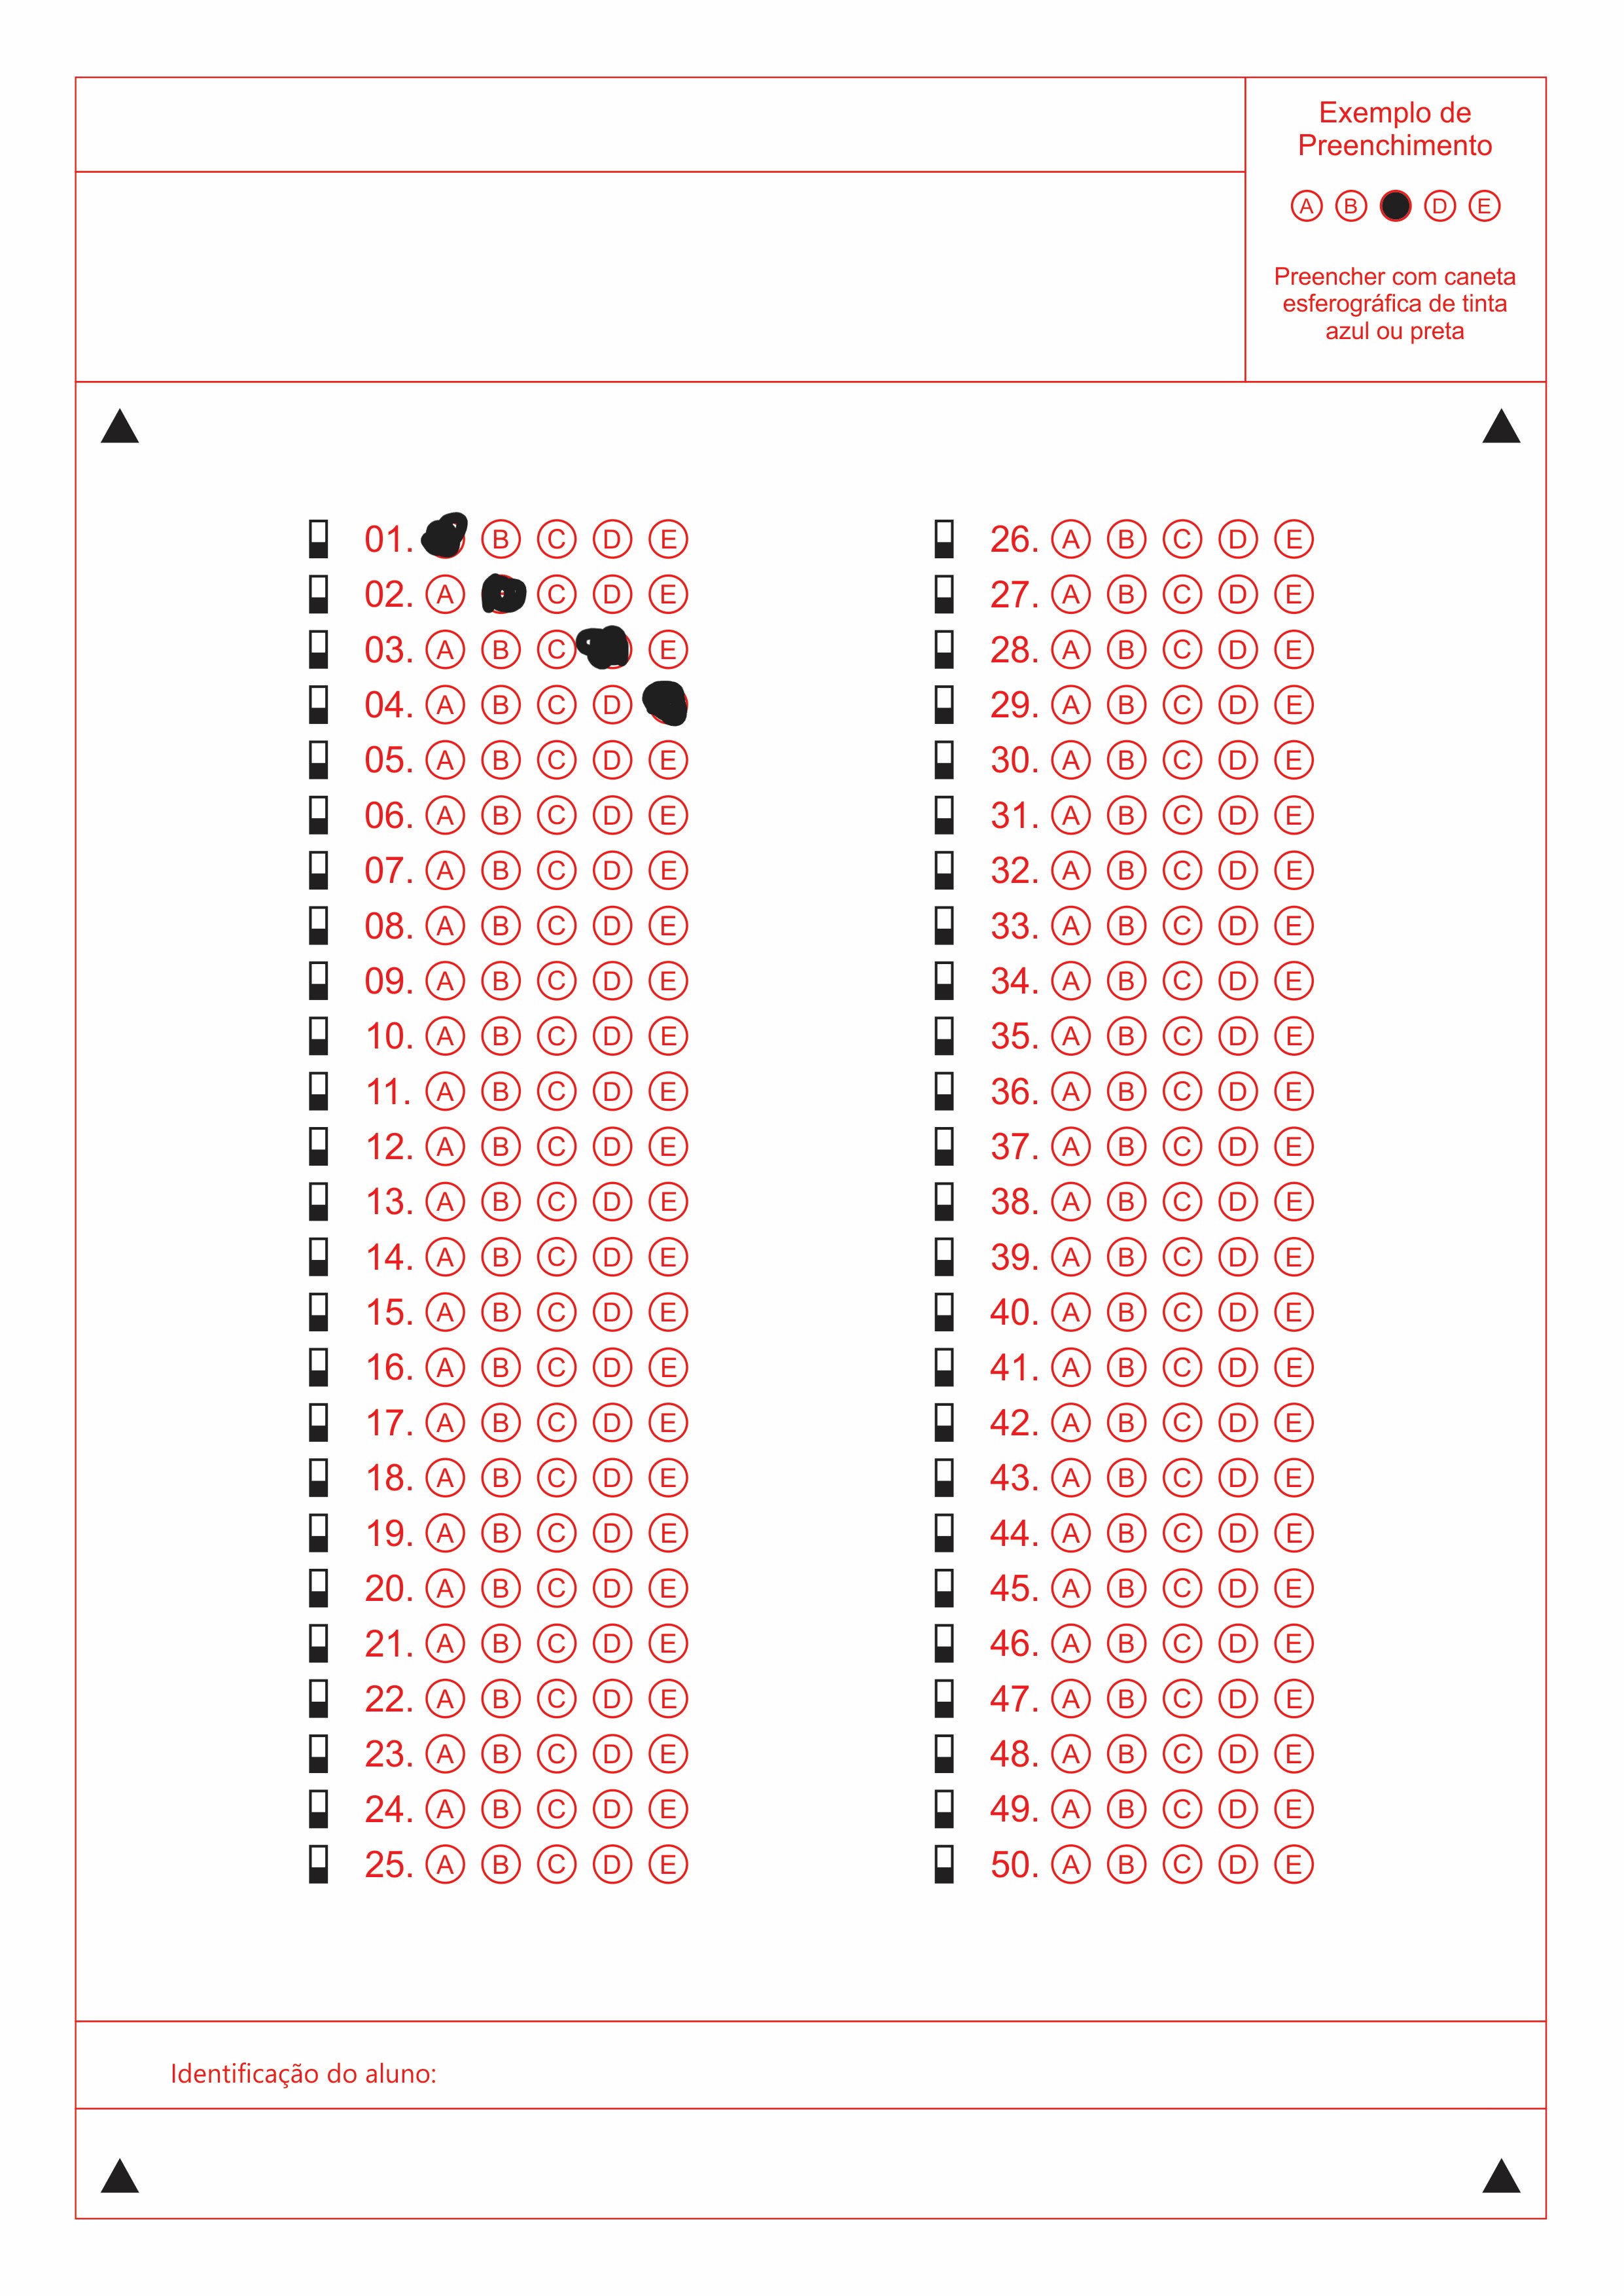 Exemplo de
Preenchimento
A B D E
Preencher com caneta
esferográfica de tinta
azul ou preta
01. B C D E
02. A C D E
03. A B C E
04. A B C D
05. A B C D E
06. A B C D E
07. A B C D E
08. A B C D E
09. A B C D E
10. A B C D E
11. A B C D E
12. A B C D E
13. A B C D E
14. A B C D E
15. A B C D E
16. A B C D E
17. A B C D E
18. A B C D E
19. A B C D E
20. A B C D E
21. A B C D E
22. A B C D E
23. A B C D E
24. A B C D E
25. A B C D E
26. A B C D E
27. A B C D E
28. A B C D E
29. A B C D E
30. A B C D E
31. A B C D E
32. A B C D E
33. A B C D E
34. A B C D E
35. A B C D E
36. A B C D E
37. A B C D E
38. A B C D E
39. A B C D E
40. A B C D E
41. A B C D E
42. A B C D E
43. A B C D E
44. A B C D E
45. A B C D E
46. A B C D E
47. A B C D E
48. A B C D E
49. A B C D E
50. A B C D E
Identificação do aluno: